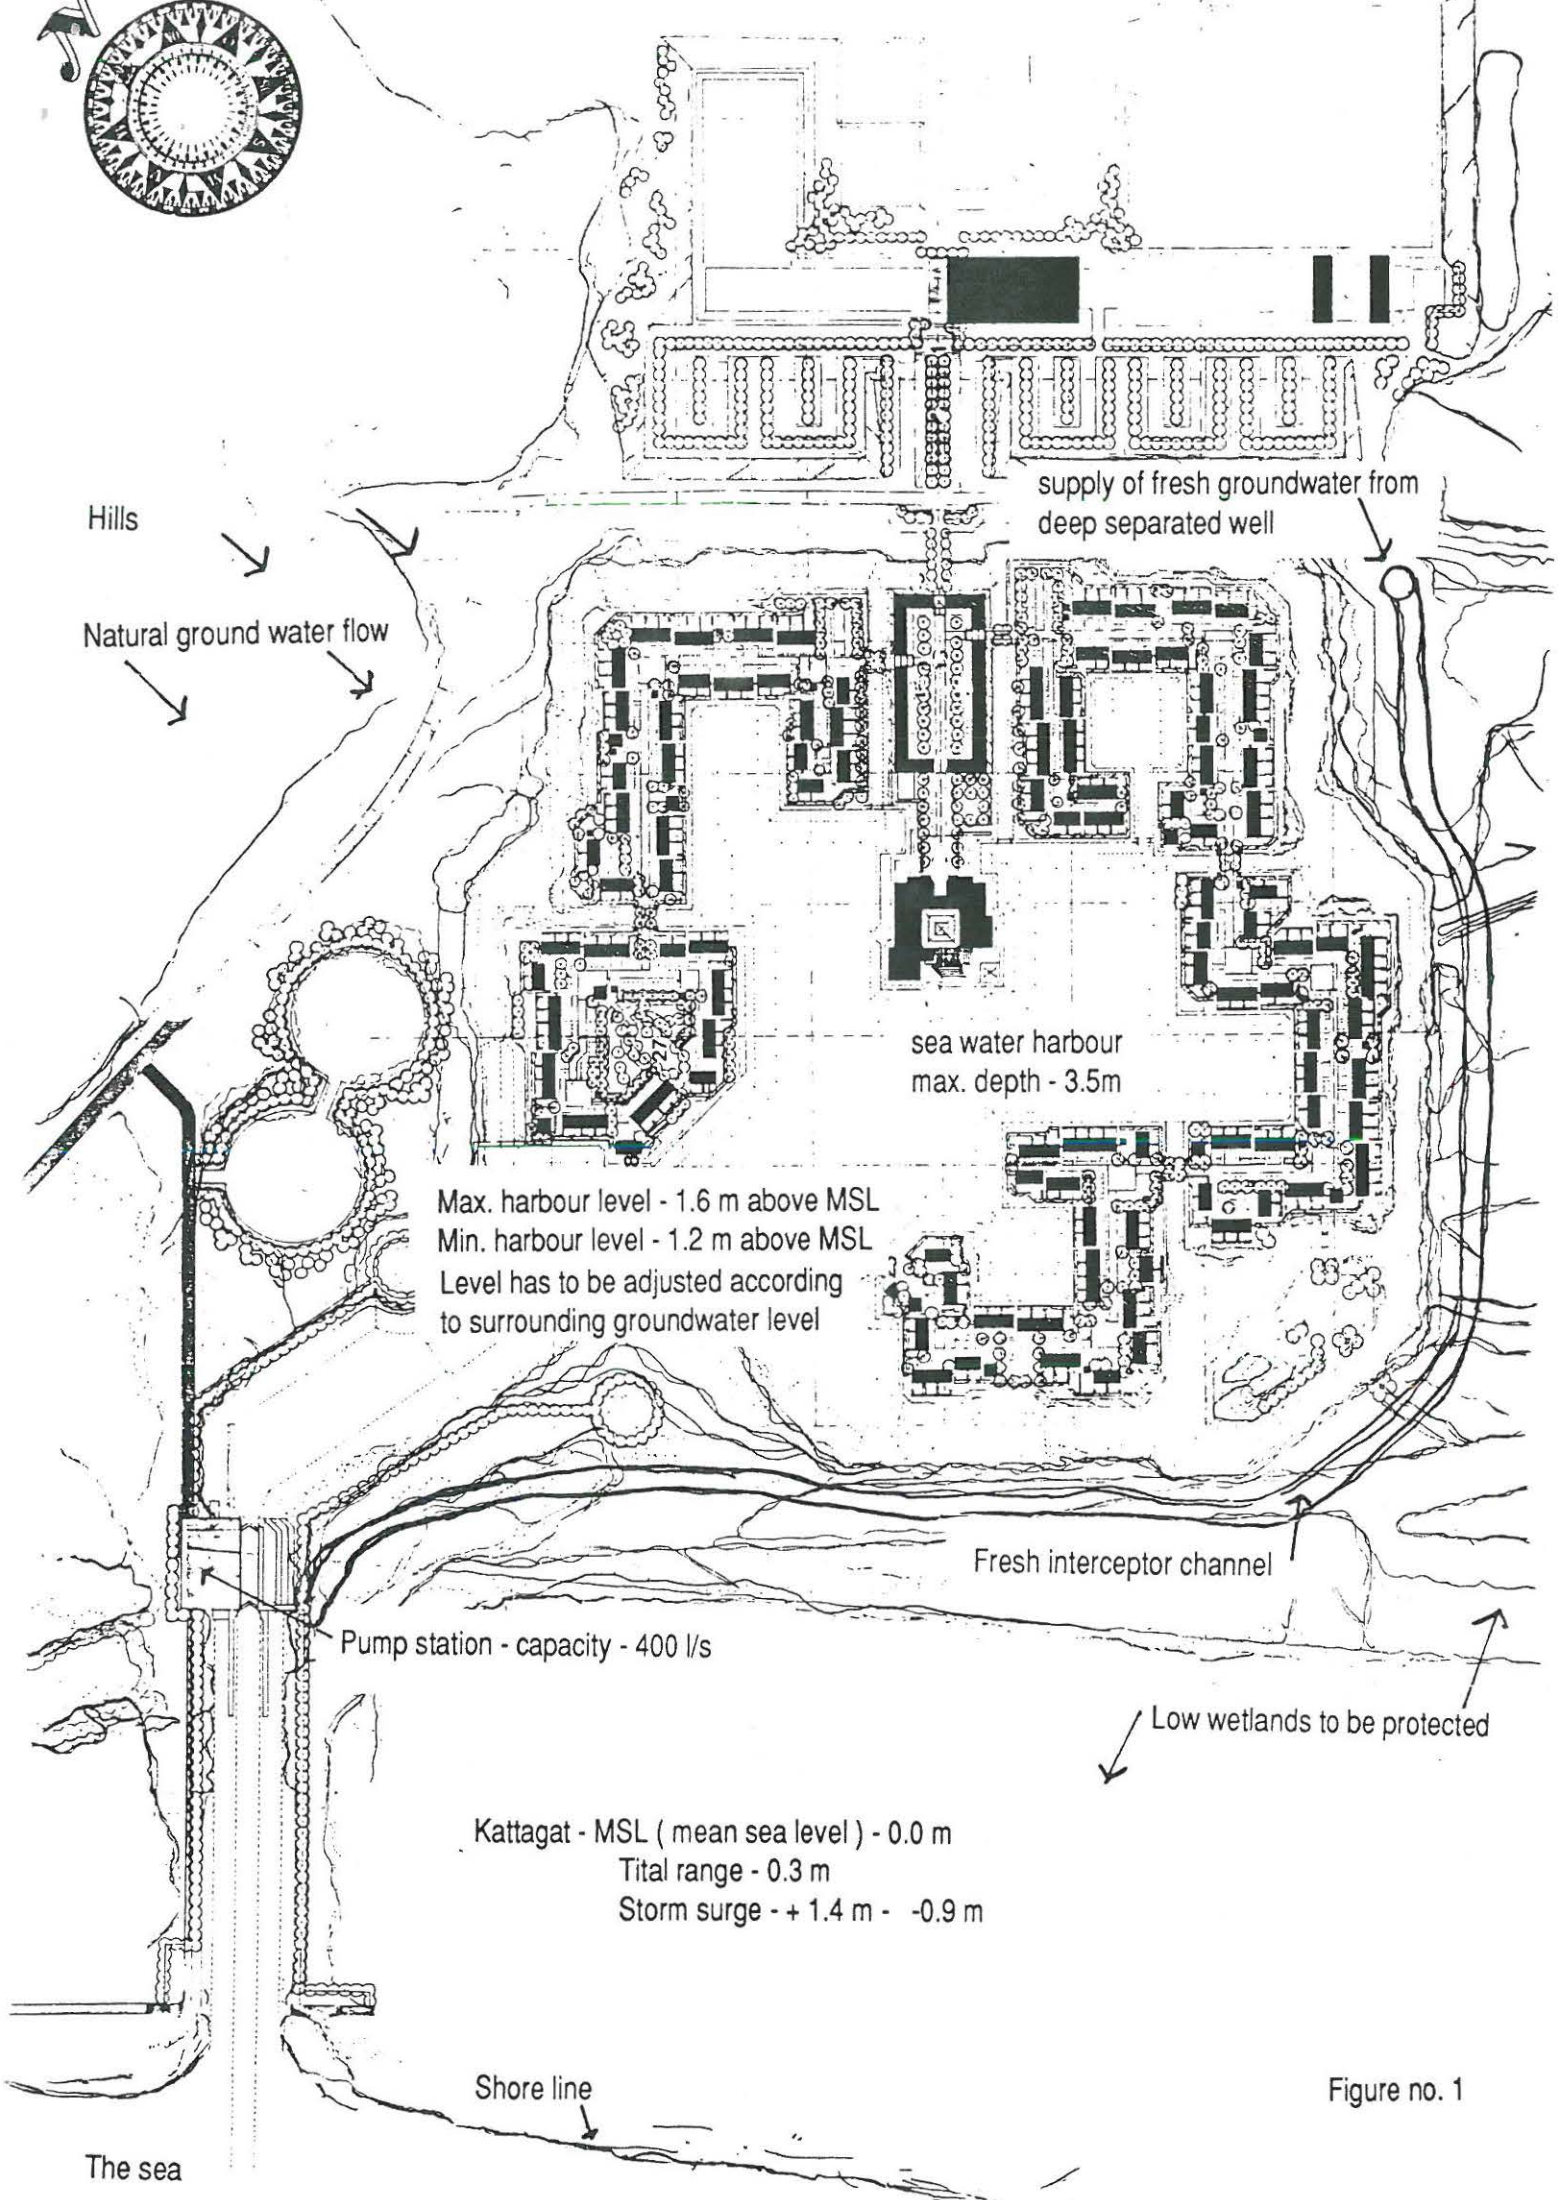 N
supply of fresh groundwater from
deep separated well
Hills
Natural ground water flow
sea water harbour
max. depth - 3.5m
Max. harbour level - 1.6 m above MSL
Min. harbour level - 1.2 m above MSL
Level has to be adjusted according
to surrounding groundwater level
Fresh interceptor channel
Pump station - capacity - 400 l/s
Low wetlands to be protected
Kattagat - MSL ( mean sea level ) - 0.0 m
Tital range - 0.3 m
Storm surge - + 1.4 m -  -0.9 m
Shore line
Figure no. 1
The sea